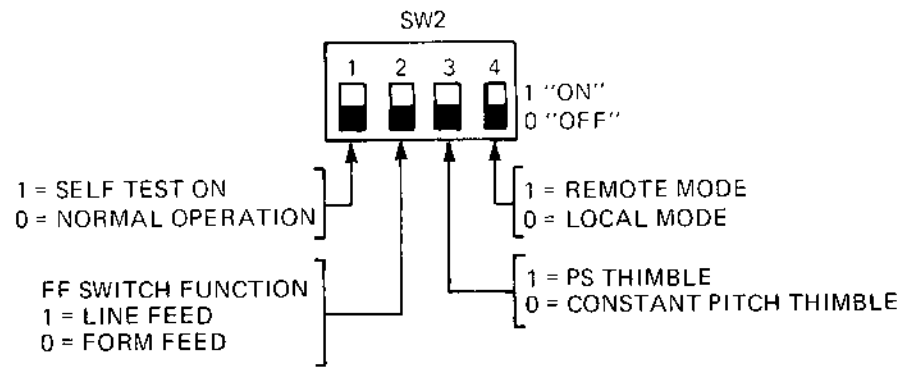 SW2
1 2 3 4
1 "ON"
0 "OFF"
1 = SELF TEST ON
0 = NORMAL OPERATION
1 = REMOTE MODE
0 = LOCAL MODE
FF SWITCH FUNCTION
1 = LINE FEED
0 = FORM FEED
1 = PS THIMBLE
0 = CONSTANT PITCH THIMBLE